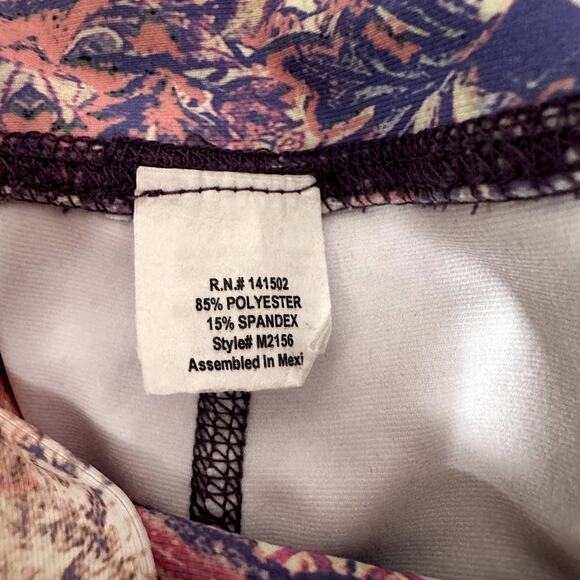 R.N.# 141502
85% POLYESTER
15% SPANDEX
Style# M2156
Assembled In Mexi